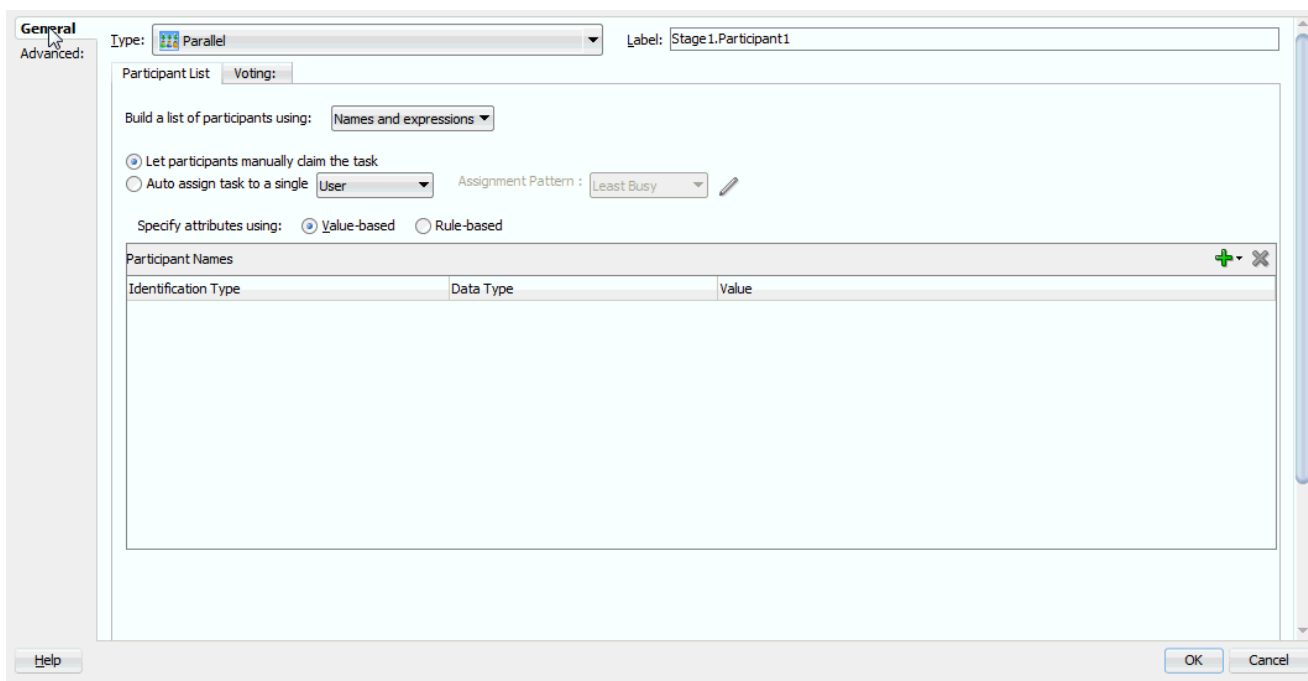 General
Advanced:
Type: Parallel Label: Stage1.Participant1
Participant List Voting:
Build a list of participants using: Names and expressions
Let participants manually claim the task
Auto assign task to a single User Assignment Pattern : Least Busy
Specify attributes using: Value-based Rule-based
Participant Names
Identification Type Data Type Value
Help OK Cancel